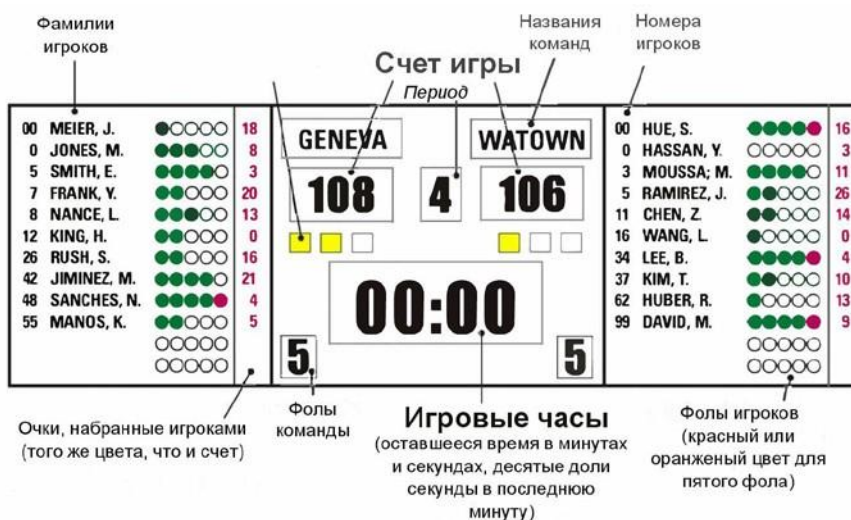 Фамилии
игроков
Названия
команд
Номера
игроков
Счет игры
Период
00 MEIER, J. 18
0 JONES, M. 8
5 SMITH, E. 3
7 FRANK, Y. 20
8 NANCE, L. 13
12 KING, H. 0
26 RUSH, S. 16
42 JIMINEZ, M. 21
48 SANCHES, N. 4
55 MANOS, K. 5
GENEVA
WATOWN
108
4
106
00:00
5
5
00 HUE, S. 16
0 HASSAN, Y. 3
3 MOUSSA; M. 11
5 RAMIREZ, J. 26
11 CHEN, Z. 14
16 WANG, L. 0
34 LEE, B. 4
37 KIM, T. 10
62 HUBER, R. 13
99 DAVID, M. 9
Очки, набранные игроками
(того же цвета, что и счет)
Фолы
команды
Игровые часы
(оставшееся время в минутах
и секундах, десятые доли
секунды в последнюю
минуту)
Фолы игроков
(красный или
оранженый цвет для
пятого фола)